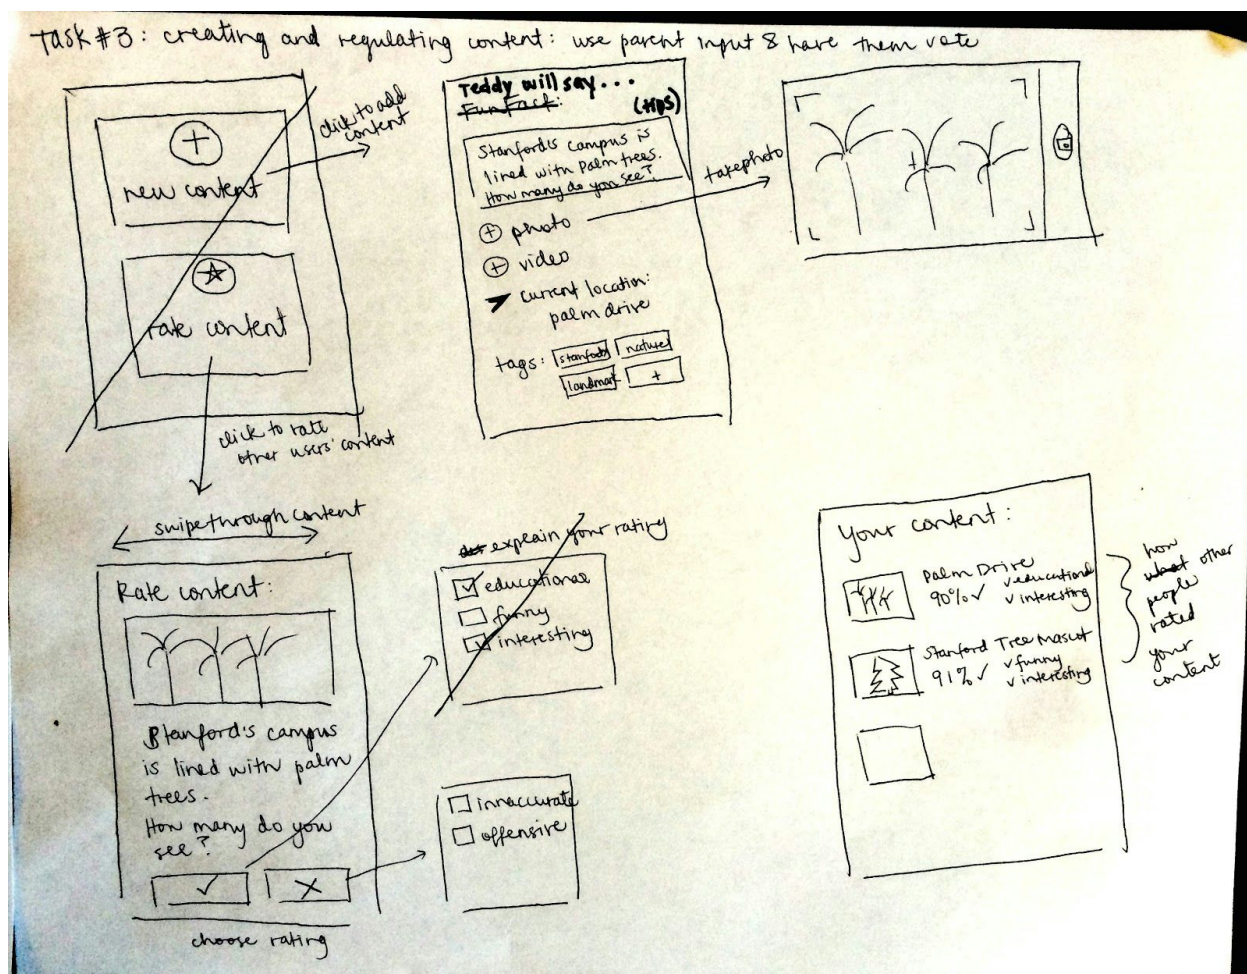 Task #3: creating and regulating content: use parent input & have them vote
new content
click to add
content
rate content
click to rate
other users' content
Teddy will say...
Fun Fact:
(tips)
Stanford's campus is
lined with palm trees.
How many do you see?
photo
video
current location:
palm drive
tags: stanford nature
landmark +
take photo
swipe through content
Rate content:
Stanford's campus
is lined with palm
trees.
How many do you
see?
choose rating
explain your rating
educational
funny
interesting
innaccurate
offensive
Your content:
Palm Drive
90% ✓ ✓ educational
✓ interesting
Stanford Tree Mascot
91% ✓ ✓ funny
✓ interesting
how
what other
people
rated
your
content